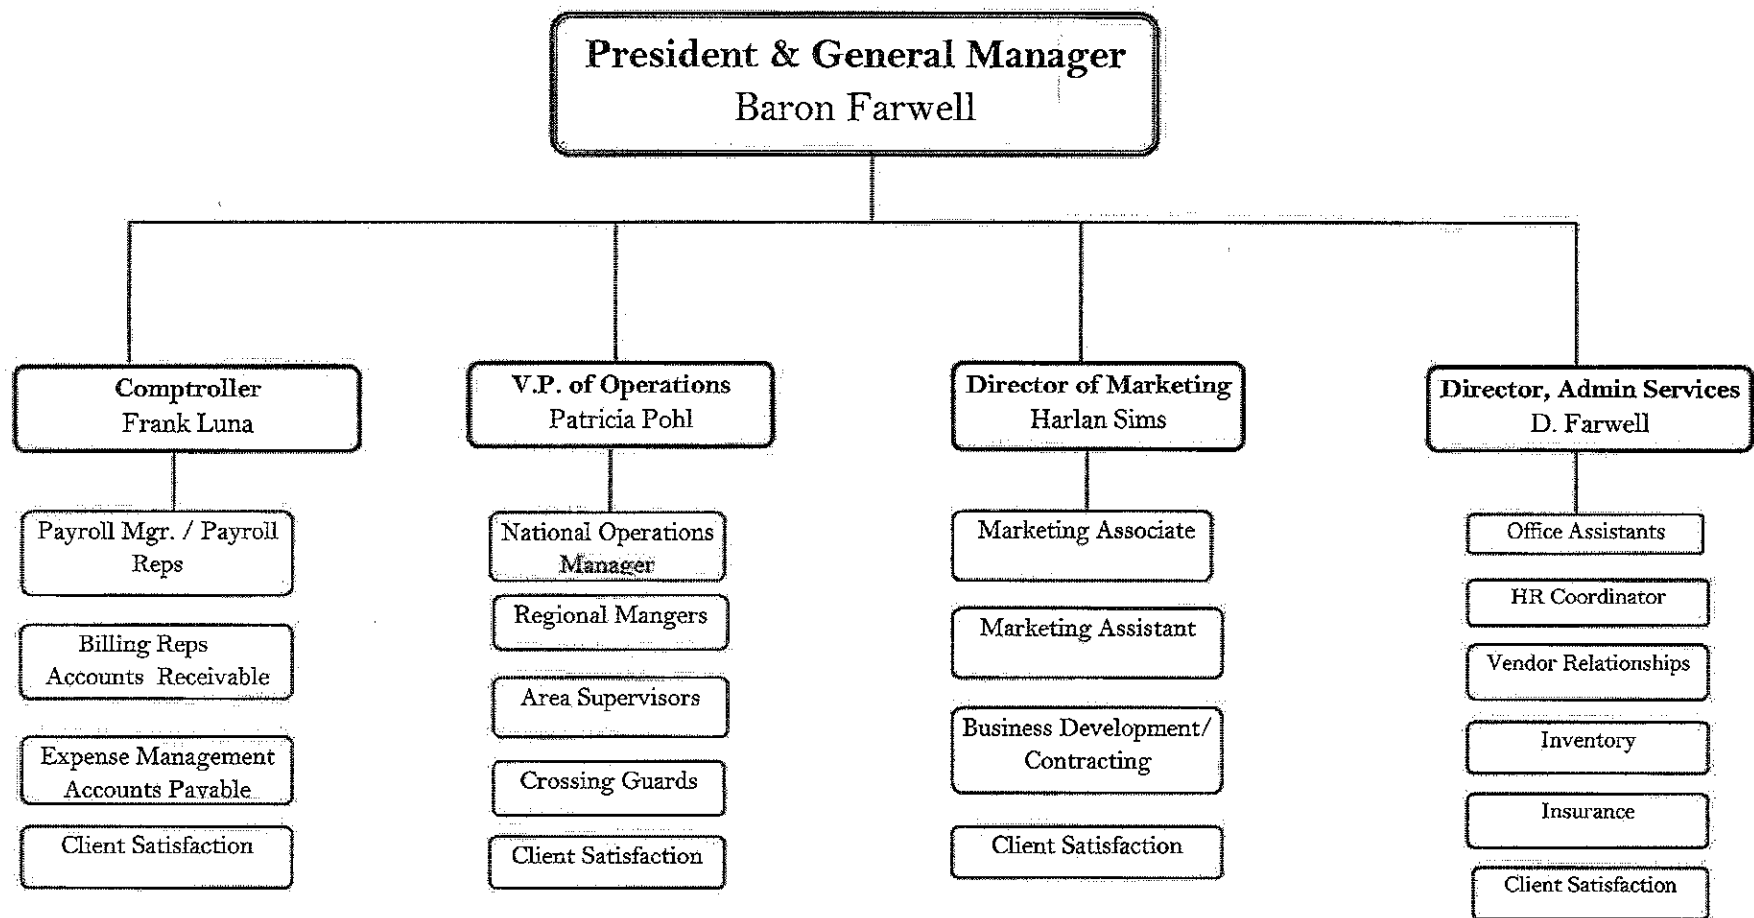 President & General Manager
Baron Farwell
Comptroller
Frank Luna
V.P. of Operations
Patricia Pohl
Director of Marketing
Harlan Sims
Director, Admin Services
D. Farwell
Payroll Mgr. / Payroll
Reps
Billing Reps
Accounts Receivable
Expense Management
Accounts Payable
Client Satisfaction
National Operations
Manager
Regional Mangers
Area Supervisors
Crossing Guards
Client Satisfaction
Marketing Associate
Marketing Assistant
Business Development/
Contracting
Client Satisfaction
Office Assistants
HR Coordinator
Vendor Relationships
Inventory
Insurance
Client Satisfaction